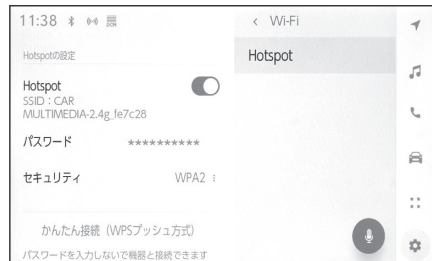 11:38
DCM
Hotspotの設定
Hotspot
SSID：CAR
MULTIMEDIA-2.4g_fe7c28
パスワード **********
セキュリティ WPA2
かんたん接続（WPSプッシュ方式）
パスワードを入力しないで機器と接続できます
< Wi-Fi
Hotspot